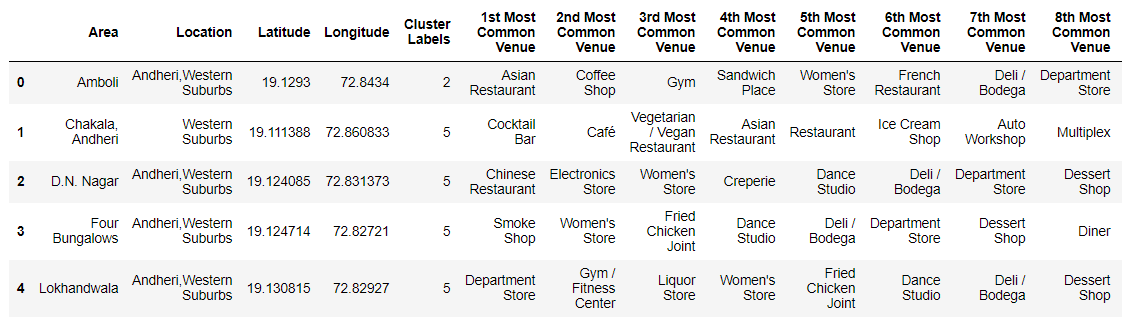 Area Location Latitude Longitude Cluster Labels 1st Most Common Venue 2nd Most Common Venue 3rd Most Common Venue 4th Most Common Venue 5th Most Common Venue 6th Most Common Venue 7th Most Common Venue 8th Most Common Venue
0 Amboli Andheri,Western Suburbs 19.1293 72.8434 2 Asian Restaurant Coffee Shop Gym Sandwich Place Women's Store French Restaurant Deli / Bodega Department Store
1 Chakala, Andheri Western Suburbs 19.111388 72.860833 5 Cocktail Bar Café Vegetarian / Vegan Restaurant Asian Restaurant Restaurant Ice Cream Shop Auto Workshop Multiplex
2 D.N. Nagar Andheri,Western Suburbs 19.124085 72.831373 5 Chinese Restaurant Electronics Store Women's Store Creperie Dance Studio Deli / Bodega Department Store Dessert Shop
3 Four Bungalows Andheri,Western Suburbs 19.124714 72.82721 5 Smoke Shop Women's Store Fried Chicken Joint Dance Studio Deli / Bodega Department Store Dessert Shop Diner
4 Lokhandwala Andheri,Western Suburbs 19.130815 72.82927 5 Department Store Gym / Fitness Center Liquor Store Women's Store Fried Chicken Joint Dance Studio Deli / Bodega Dessert Shop